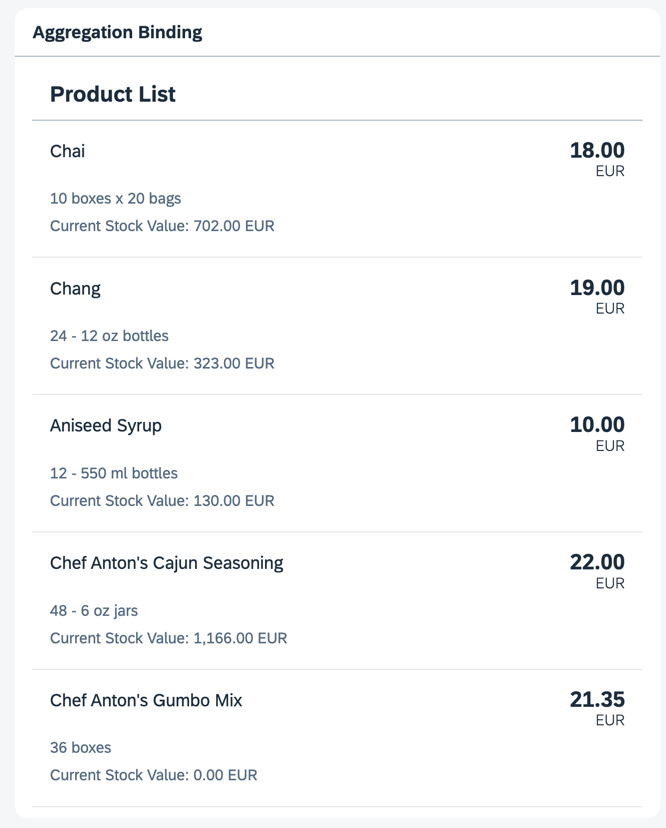 Aggregation Binding
Product List
Chai
18.00
EUR
10 boxes x 20 bags
Current Stock Value: 702.00 EUR
Chang
19.00
EUR
24 - 12 oz bottles
Current Stock Value: 323.00 EUR
Aniseed Syrup
10.00
EUR
12 - 550 ml bottles
Current Stock Value: 130.00 EUR
Chef Anton's Cajun Seasoning
22.00
EUR
48 - 6 oz jars
Current Stock Value: 1,166.00 EUR
Chef Anton's Gumbo Mix
21.35
EUR
36 boxes
Current Stock Value: 0.00 EUR